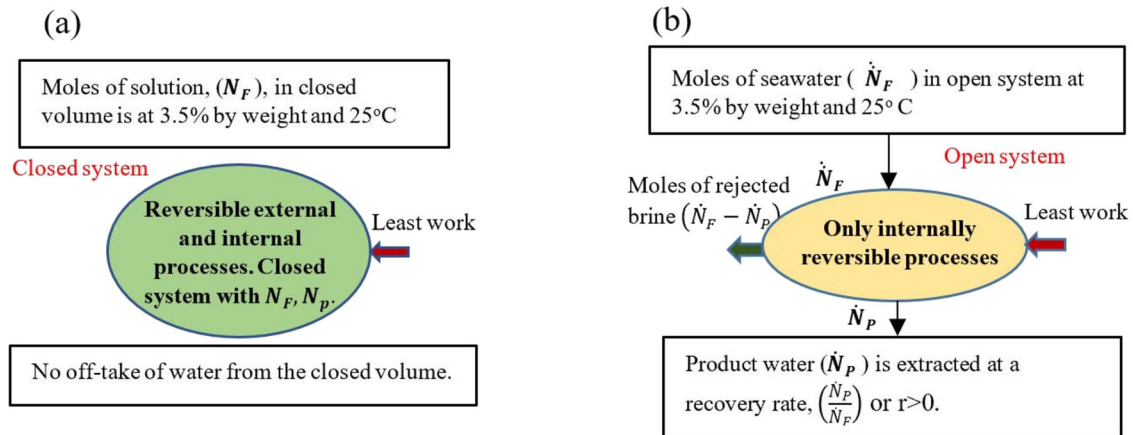 (a)
Moles of solution, (N_F), in closed
volume is at 3.5% by weight and 25°C
Closed system
Reversible external
and internal
processes. Closed
system with N_F, N_p.
Least work
No off-take of water from the closed volume.
(b)
Moles of seawater ( Ṅ_F ) in open system at
3.5% by weight and 25° C
Open system
Ṅ_F
Moles of rejected
brine (Ṅ_F − Ṅ_P)
Only internally
reversible processes
Least work
Ṅ_P
Product water (Ṅ_P ) is extracted at a
recovery rate, (Ṅ_P/Ṅ_F) or r>0.